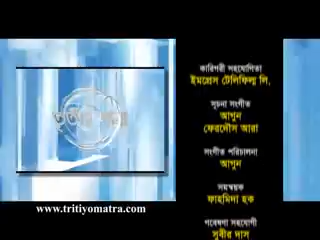 তৃতীয় মাত্রা
www.tritiyomatra.com
কারিগরী সহযোগিতা
ইমপ্রেস টেলিফিল্ম লি.
সূচনা সংগীত
আগুন
ফেরদৌস আরা
সংগীত পরিচালনা
আগুন
সমন্বয়ক
ফাহমিদা হক
গবেষণা সহযোগী
সুবীর দাস